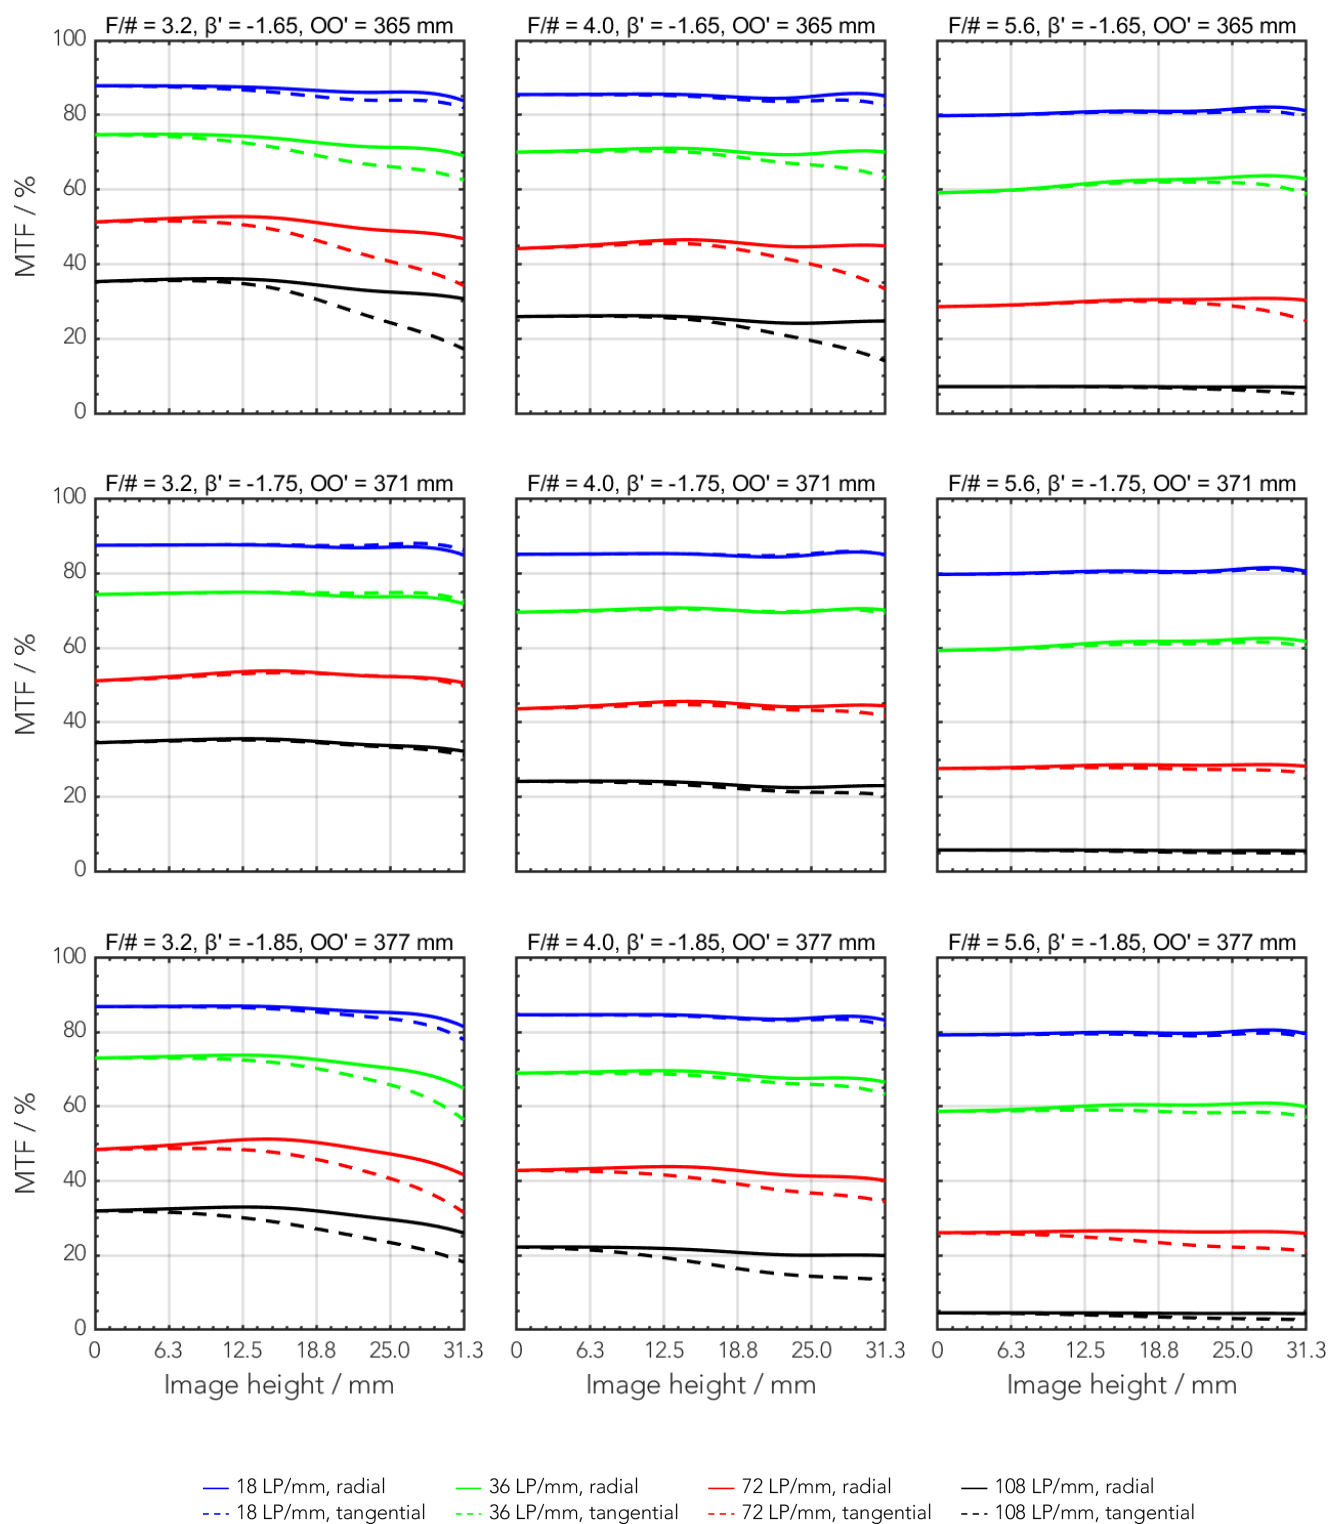 F/# = 3.2, β' = -1.65, OO' = 365 mm
F/# = 4.0, β' = -1.65, OO' = 365 mm
F/# = 5.6, β' = -1.65, OO' = 365 mm
100
80
60
40
20
0
MTF / %
F/# = 3.2, β' = -1.75, OO' = 371 mm
F/# = 4.0, β' = -1.75, OO' = 371 mm
F/# = 5.6, β' = -1.75, OO' = 371 mm
100
80
60
40
20
0
MTF / %
F/# = 3.2, β' = -1.85, OO' = 377 mm
F/# = 4.0, β' = -1.85, OO' = 377 mm
F/# = 5.6, β' = -1.85, OO' = 377 mm
100
80
60
40
20
0
MTF / %
0 6.3 12.5 18.8 25.0 31.3
0 6.3 12.5 18.8 25.0 31.3
0 6.3 12.5 18.8 25.0 31.3
Image height / mm
Image height / mm
Image height / mm
18 LP/mm, radial
36 LP/mm, radial
72 LP/mm, radial
108 LP/mm, radial
18 LP/mm, tangential
36 LP/mm, tangential
72 LP/mm, tangential
108 LP/mm, tangential